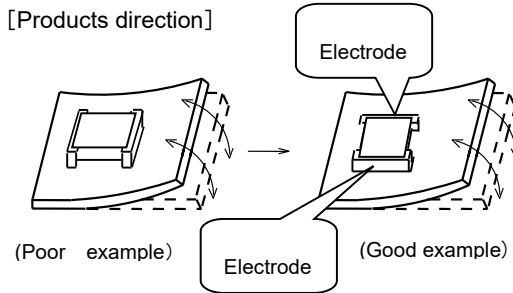 [Products direction]
Electrode
(Poor example)
(Good example)
Electrode